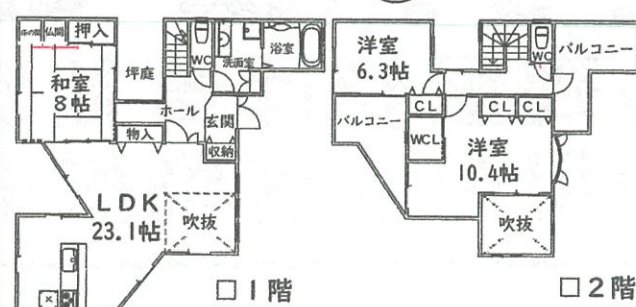 床の間 仏間 押入
和室
8帖
坪庭
WC
洗面室
浴室
ホール
玄関
物入
収納
LDK
23.1帖
吹抜
□1階
洋室
6.3帖
WC
バルコニー
バルコニー
CL
CL
CL
WCL
洋室
10.4帖
吹抜
□2階